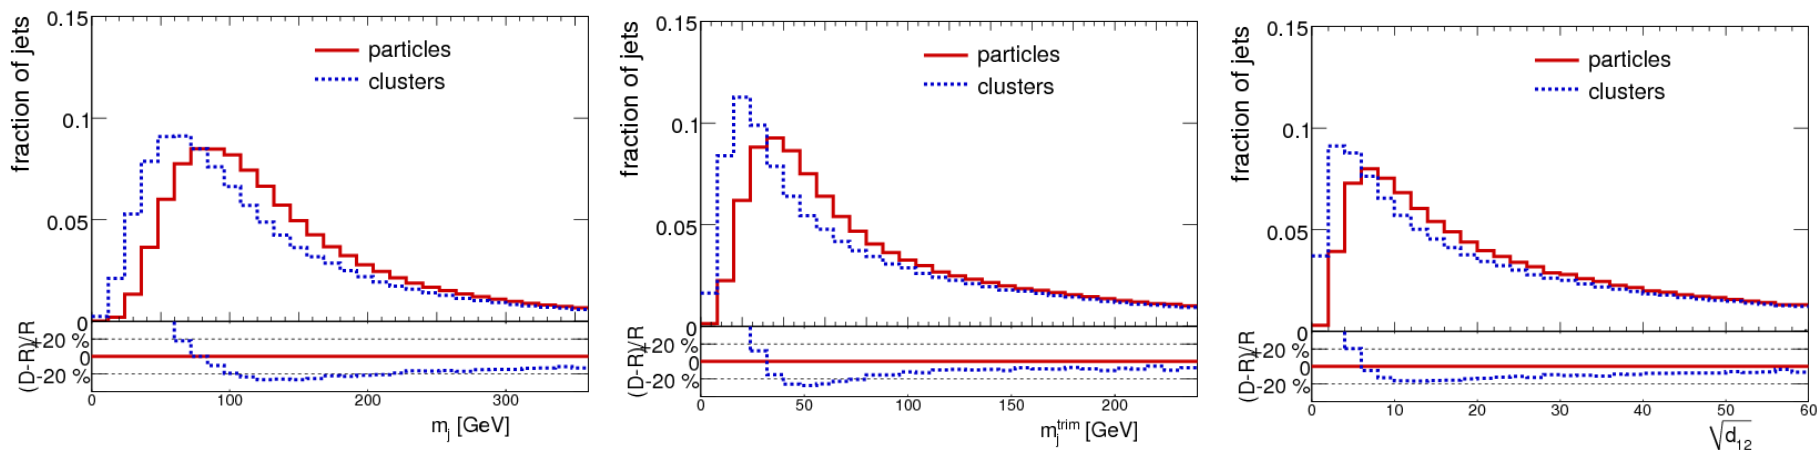 fraction of jets
0.15
0.1
0.05
0
particles
clusters
(D-R)/R
+20 %
0
-20 %
0 100 200 300
m_j [GeV]
fraction of jets
0.15
0.1
0.05
0
particles
clusters
(D-R)/R
+20 %
0
-20 %
0 50 100 150 200
m_j^trim [GeV]
fraction of jets
0.15
0.1
0.05
0
particles
clusters
(D-R)/R
+20 %
0
-20 %
0 10 20 30 40 50 60
√d_12